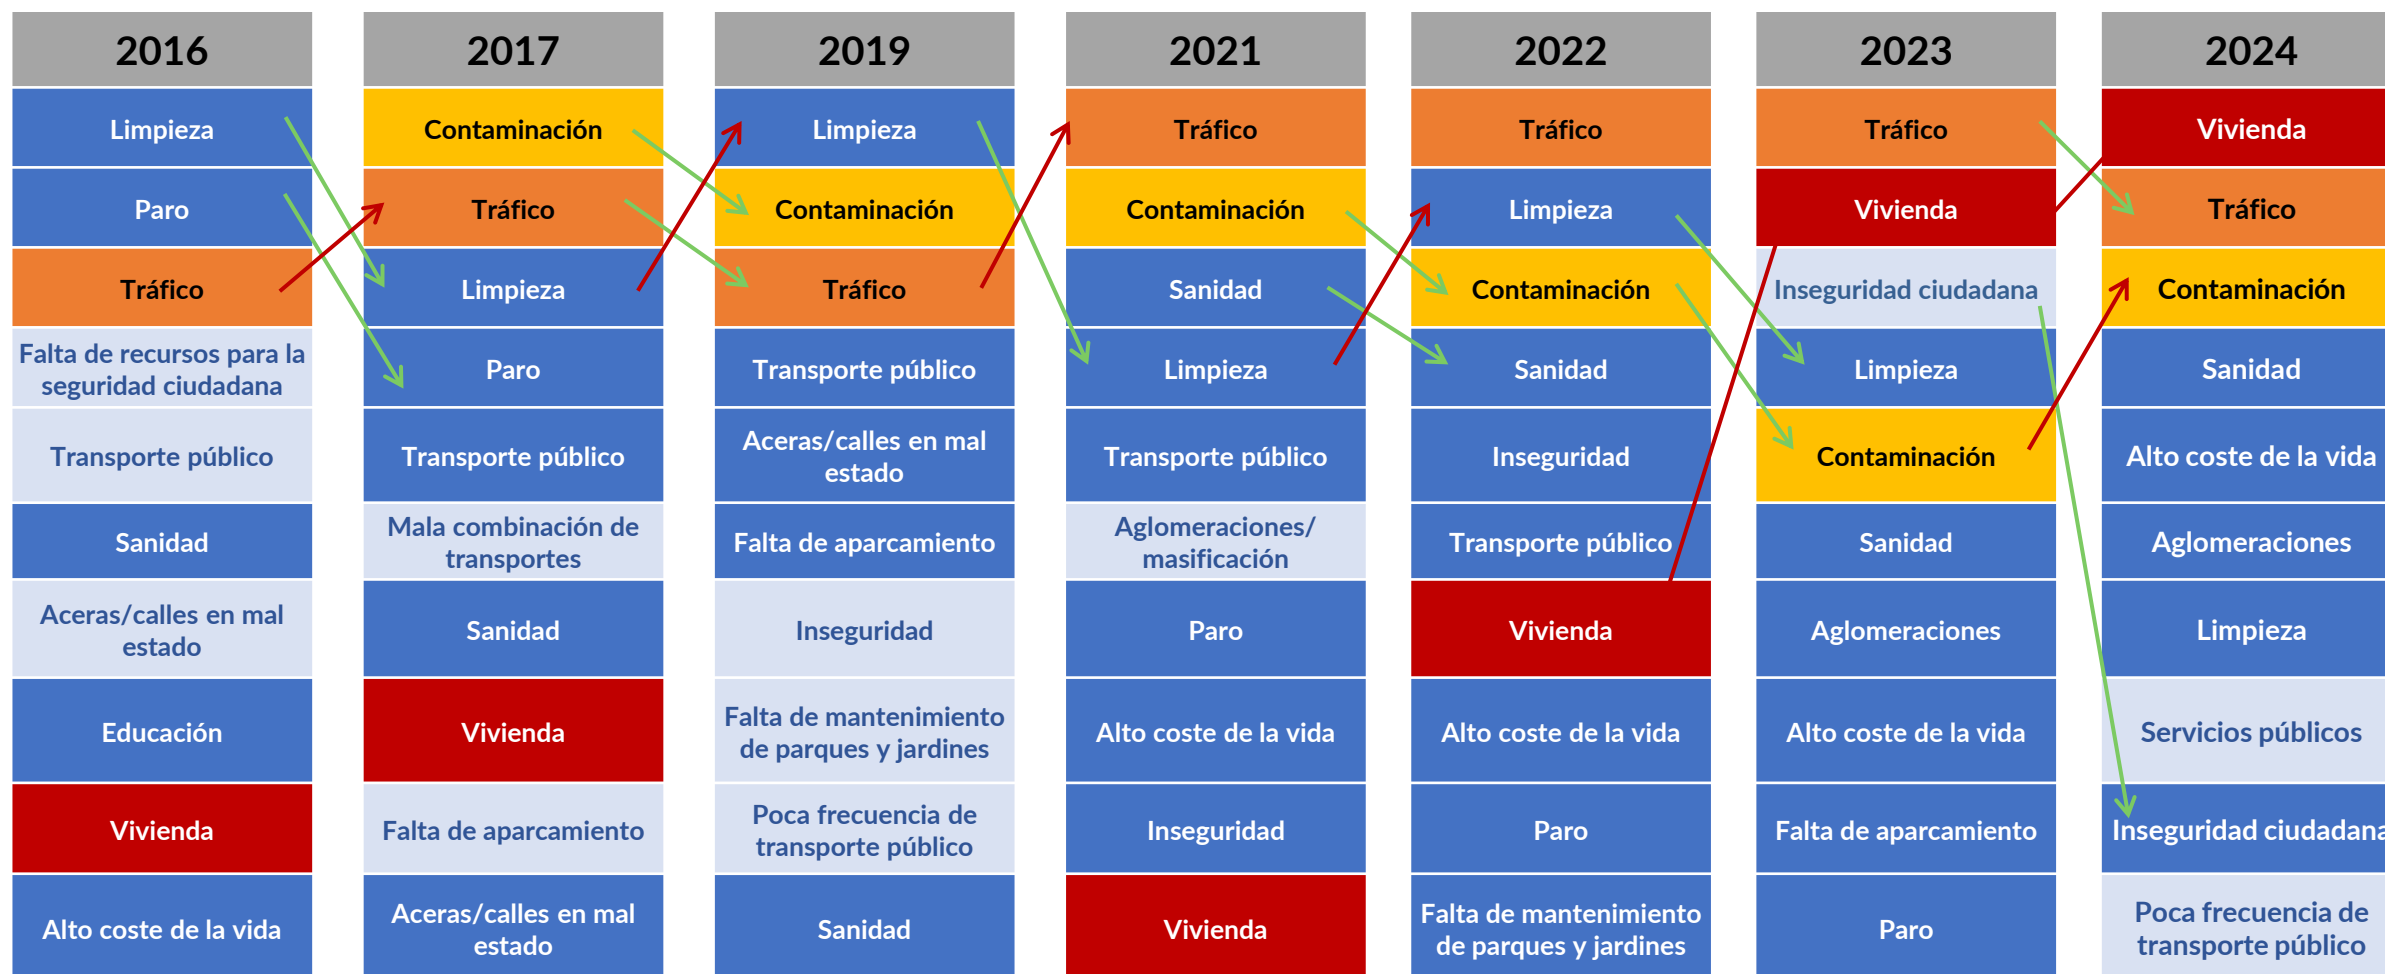 2016
Limpieza
Paro
Tráfico
Falta de recursos para la
seguridad ciudadana
Transporte público
Sanidad
Aceras/calles en mal
estado
Educación
Vivienda
Alto coste de la vida
2017
Contaminación
Tráfico
Limpieza
Paro
Transporte público
Mala combinación de
transportes
Sanidad
Vivienda
Falta de aparcamiento
Aceras/calles en mal
estado
2019
Limpieza
Contaminación
Tráfico
Transporte público
Aceras/calles en mal
estado
Falta de aparcamiento
Inseguridad
Falta de mantenimiento
de parques y jardines
Poca frecuencia de
transporte público
Sanidad
2021
Tráfico
Contaminación
Sanidad
Limpieza
Transporte público
Aglomeraciones/
masificación
Paro
Alto coste de la vida
Inseguridad
Vivienda
2022
Tráfico
Limpieza
Contaminación
Sanidad
Inseguridad
Transporte público
Vivienda
Alto coste de la vida
Paro
Falta de mantenimiento
de parques y jardines
2023
Tráfico
Vivienda
Inseguridad ciudadana
Limpieza
Contaminación
Sanidad
Aglomeraciones
Alto coste de la vida
Falta de aparcamiento
Paro
2024
Vivienda
Tráfico
Contaminación
Sanidad
Alto coste de la vida
Aglomeraciones
Limpieza
Servicios públicos
Inseguridad ciudadana
Poca frecuencia de
transporte público